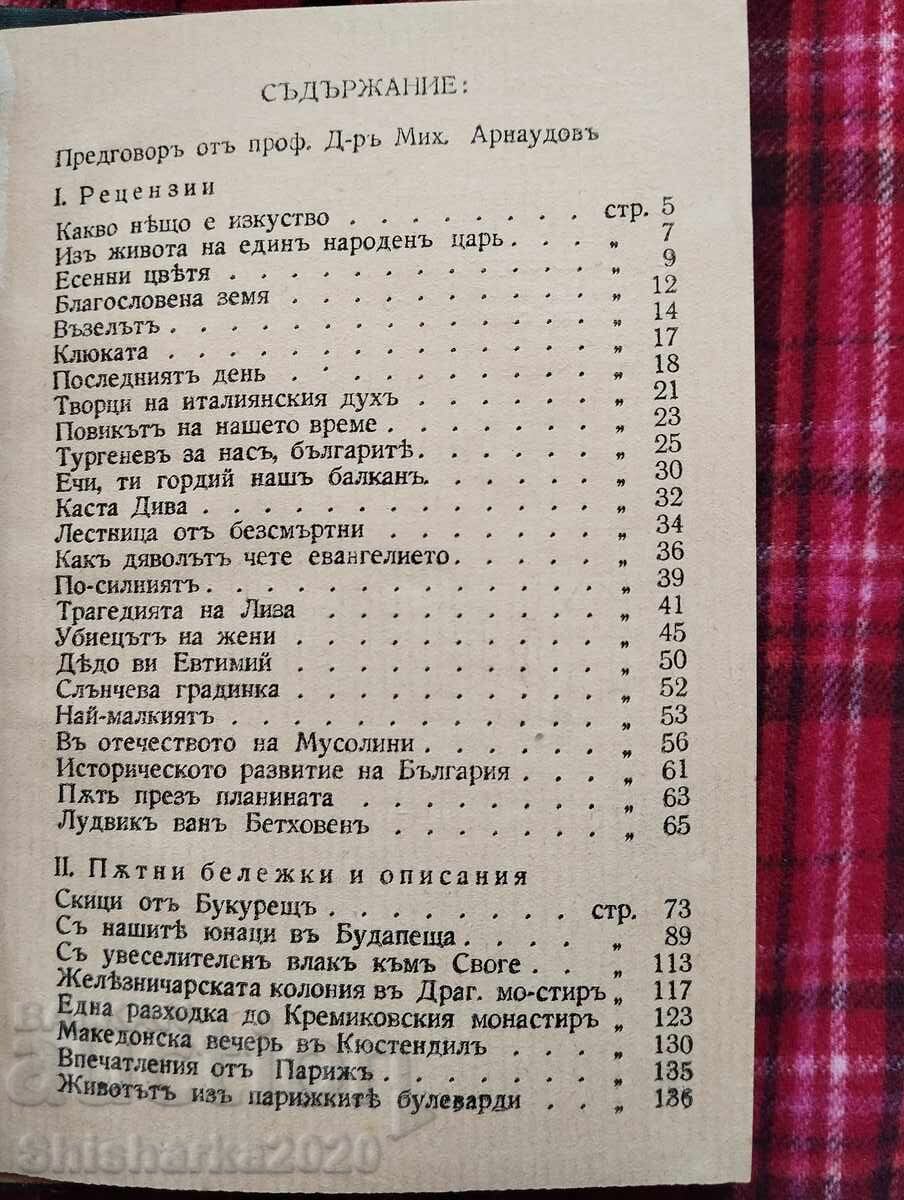 СЪДЪРЖАНИЕ:
Предговоръ отъ проф. Д-ръ Мих. Арнаудовъ
I. Рецензии
Какво нѣщо е изкуство . . . . . . . . стр. 5
Изъ живота на единъ народенъ царь . . . „ 7
Есенни цвѣтя . . . . . . . . . . . . „ 9
Благословена земя . . . . . . . . . . „ 12
Възелътъ . . . . . . . . . . . . . . „ 14
Клюката . . . . . . . . . . . . . . „ 17
Последниятъ день . . . . . . . . . . „ 18
Творци на италиянския духъ . . . . . . „ 21
Повикътъ на нашето време . . . . . . . „ 23
Тургеневъ за насъ, българитѣ . . . . . . „ 25
Ечи, ти гордий нашъ балканъ . . . . . . „ 30
Каста Дива . . . . . . . . . . . . . „ 32
Лестница отъ безсмъртни . . . . . . . „ 34
Какъ дяволътъ чете евангелието . . . . . „ 36
По-силниятъ . . . . . . . . . . . . . „ 39
Трагедията на Лиза . . . . . . . . . „ 41
Убиецътъ на жени . . . . . . . . . . „ 45
Дѣдо ви Евтимий . . . . . . . . . . „ 50
Слънчева градинка . . . . . . . . . . „ 52
Най-малкиятъ . . . . . . . . . . . . „ 53
Въ отечеството на Мусолини . . . . . . „ 56
Историческото развитие на България . . . „ 61
Пѫть презъ планината . . . . . . . . „ 63
Лудвикъ ванъ Бетховенъ . . . . . . . „ 65
II. Пѫтни бележки и описания
Скици отъ Букурещъ . . . . . . . . стр. 73
Съ нашитѣ юнаци въ Будапеща . . . . „ 89
Съ увеселителенъ влакъ къмъ Своге . . „ 113
Желѣзничарската колония въ Драг. мо-стиръ „ 117
Една разходка до Кремиковския монастиръ „ 123
Македонска вечерь въ Кюстендилъ . . . „ 130
Впечатления отъ Парижъ . . . . . . . „ 135
Животътъ изъ парижкитѣ булеварди . . „ 136
Shisharka2020